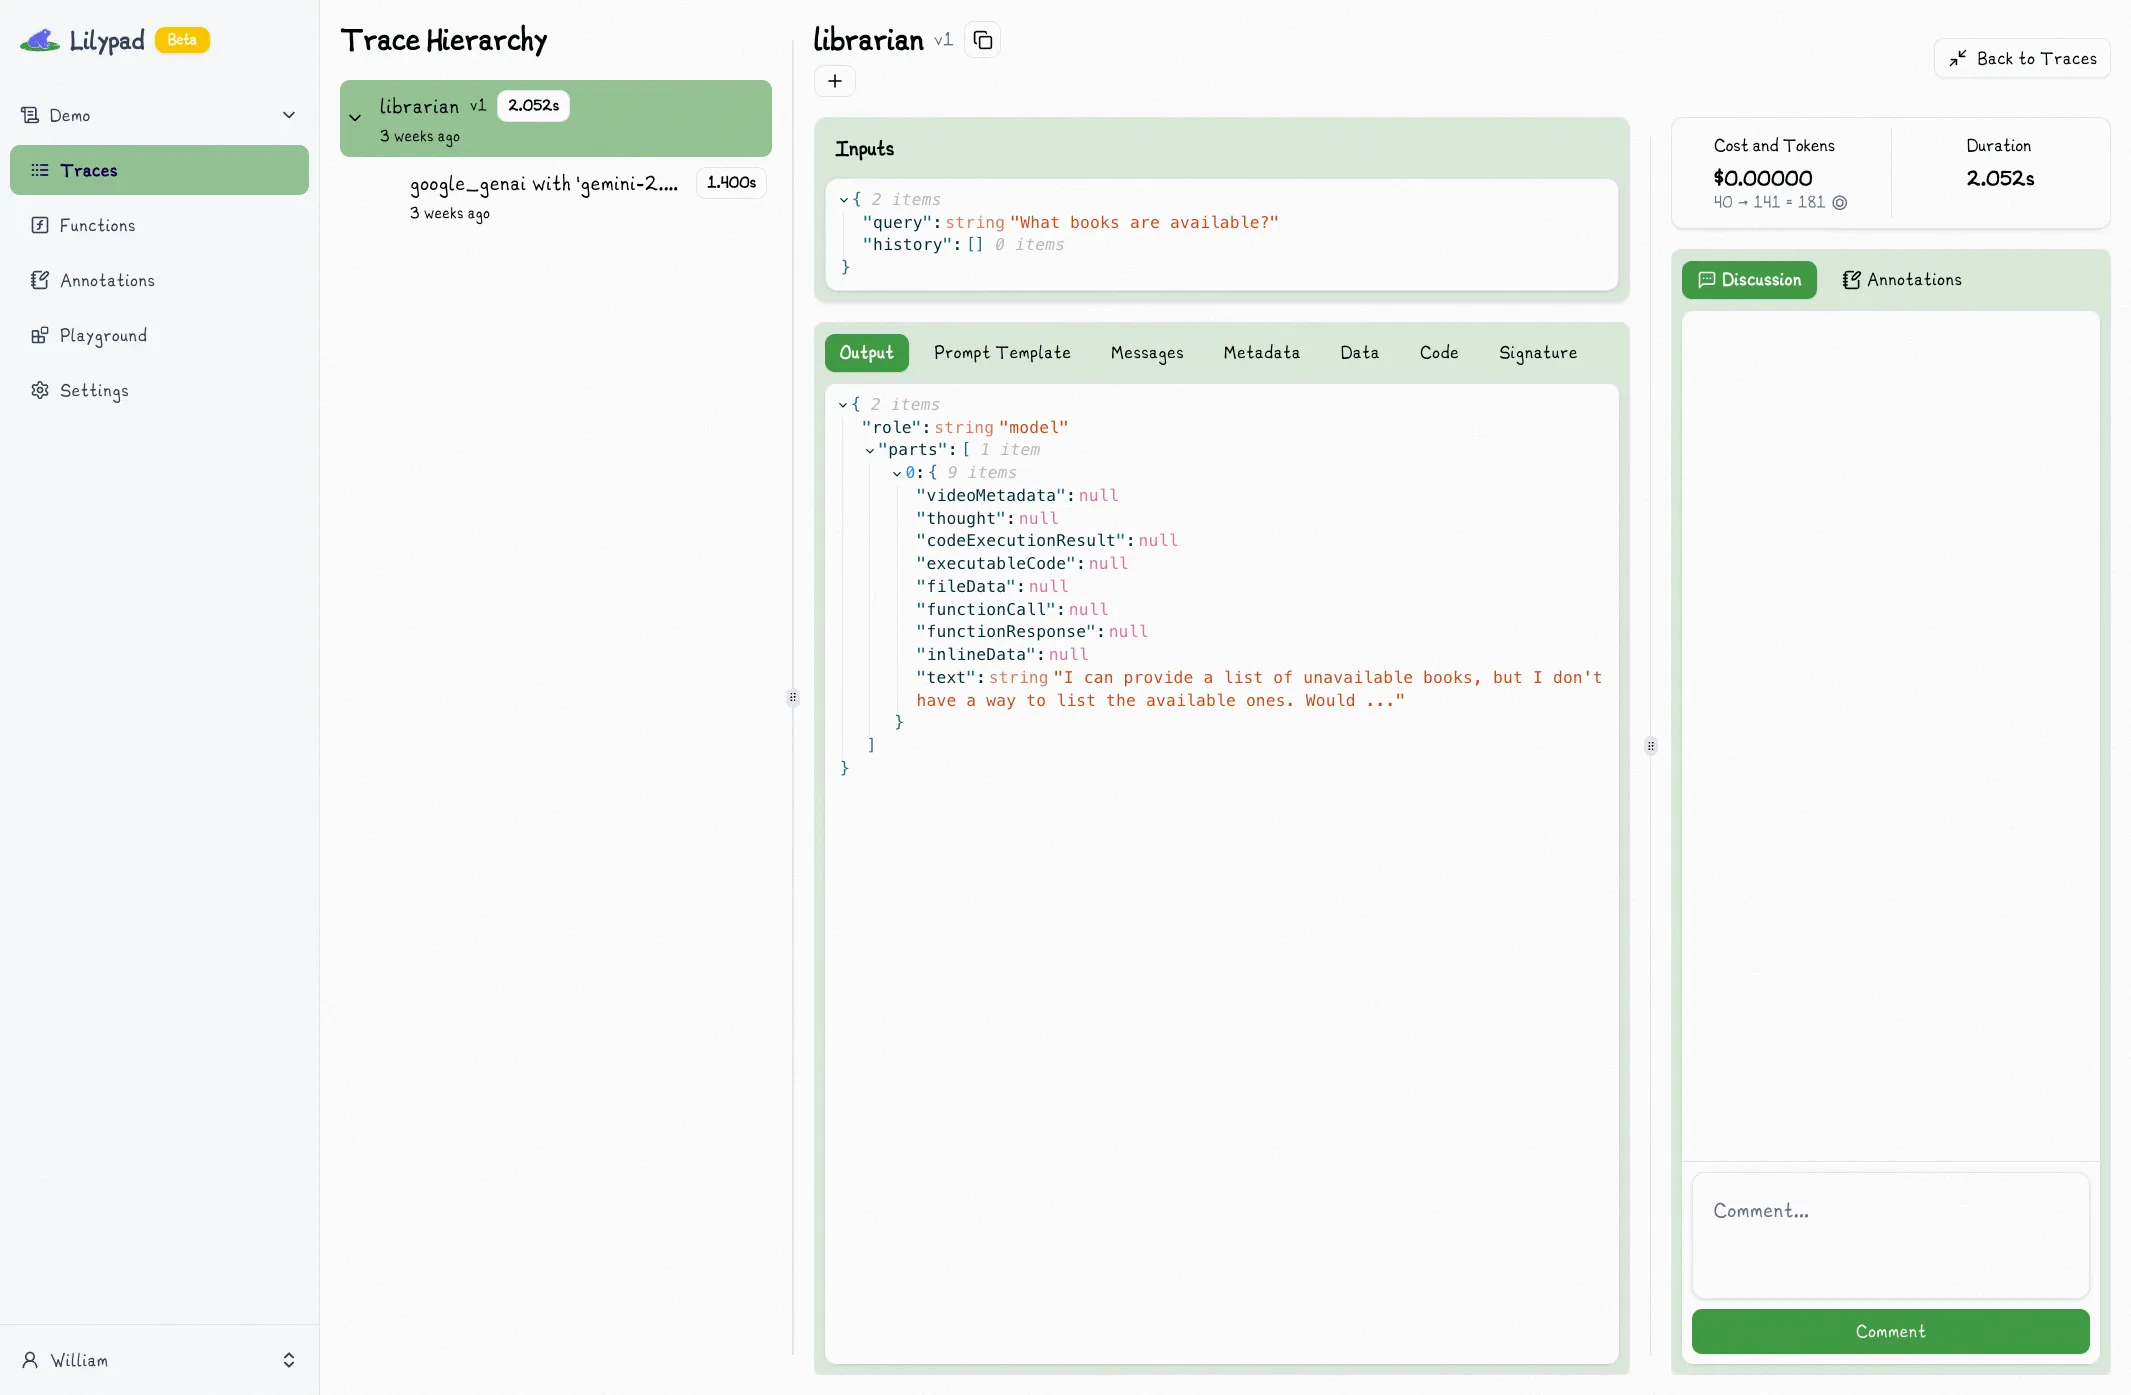 Lilypad Beta
Demo
Traces
Functions
Annotations
Playground
Settings
William
Trace Hierarchy
librarian v1 2.052s
3 weeks ago
google_genai with 'gemini-2.... 1.400s
3 weeks ago
librarian v1
+
Back to Traces
Inputs
{ 2 items
"query": string "What books are available?"
"history": [] 0 items
}
Output Prompt Template Messages Metadata Data Code Signature
{ 2 items
"role": string "model"
"parts": [ 1 item
0: { 9 items
"videoMetadata": null
"thought": null
"codeExecutionResult": null
"executableCode": null
"fileData": null
"functionCall": null
"functionResponse": null
"inlineData": null
"text": string "I can provide a list of unavailable books, but I don't
have a way to list the available ones. Would ..."
}
]
}
Cost and Tokens
$0.00000
40 → 141 = 181
Duration
2.052s
Discussion Annotations
Comment...
Comment